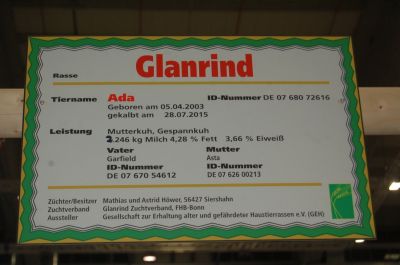 Rasse Glanrind
Tiername Ada ID-Nummer DE 07 680 72616
Geboren am 05.04.2003
gekalbt am 28.07.2015
Leistung Mutterkuh, Gespannkuh
2.246 kg Milch 4,28 % Fett 3,66 % Eiweiß
Vater Mutter
Garfield Asta
ID-Nummer ID-Nummer
DE 07 670 54612 DE 07 626 00213
Züchter/Besitzer Mathias und Astrid Höwer, 56427 Siershahn
Zuchtverband Glanrind Zuchtverband, FHB-Bonn
Aussteller Gesellschaft zur Erhaltung alter und gefährdeter Haustierrassen e.V. (GEH)